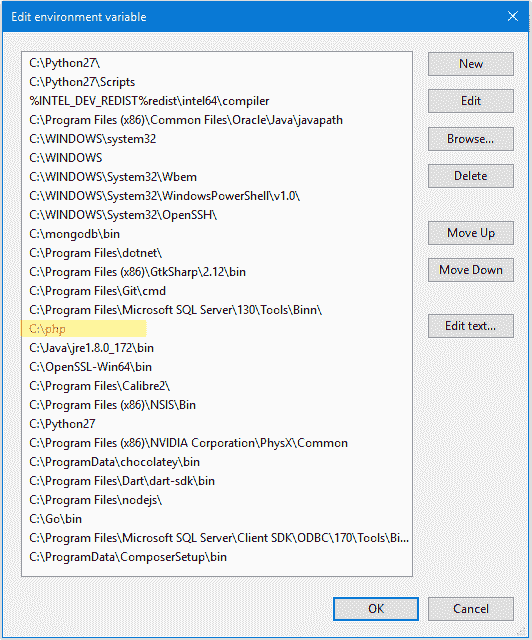 Edit environment variable
C:\Python27\
C:\Python27\Scripts
%INTEL_DEV_REDIST%redist\intel64\compiler
C:\Program Files (x86)\Common Files\Oracle\Java\javapath
C:\WINDOWS\system32
C:\WINDOWS
C:\WINDOWS\System32\Wbem
C:\WINDOWS\System32\WindowsPowerShell\v1.0\
C:\WINDOWS\System32\OpenSSH\
C:\mongodb\bin
C:\Program Files\dotnet\
C:\Program Files (x86)\GtkSharp\2.12\bin
C:\Program Files\Git\cmd
C:\Program Files\Microsoft SQL Server\130\Tools\Binn\
C:\php
C:\Java\jre1.8.0_172\bin
C:\OpenSSL-Win64\bin
C:\Program Files\Calibre2\
C:\Program Files (x86)\NSIS\Bin
C:\Python27
C:\Program Files (x86)\NVIDIA Corporation\PhysX\Common
C:\ProgramData\chocolatey\bin
C:\Program Files\Dart\dart-sdk\bin
C:\Program Files\nodejs\
C:\Go\bin
C:\Program Files\Microsoft SQL Server\Client SDK\ODBC\170\Tools\Bi...
C:\ProgramData\ComposerSetup\bin
New
Edit
Browse...
Delete
Move Up
Move Down
Edit text...
OK
Cancel